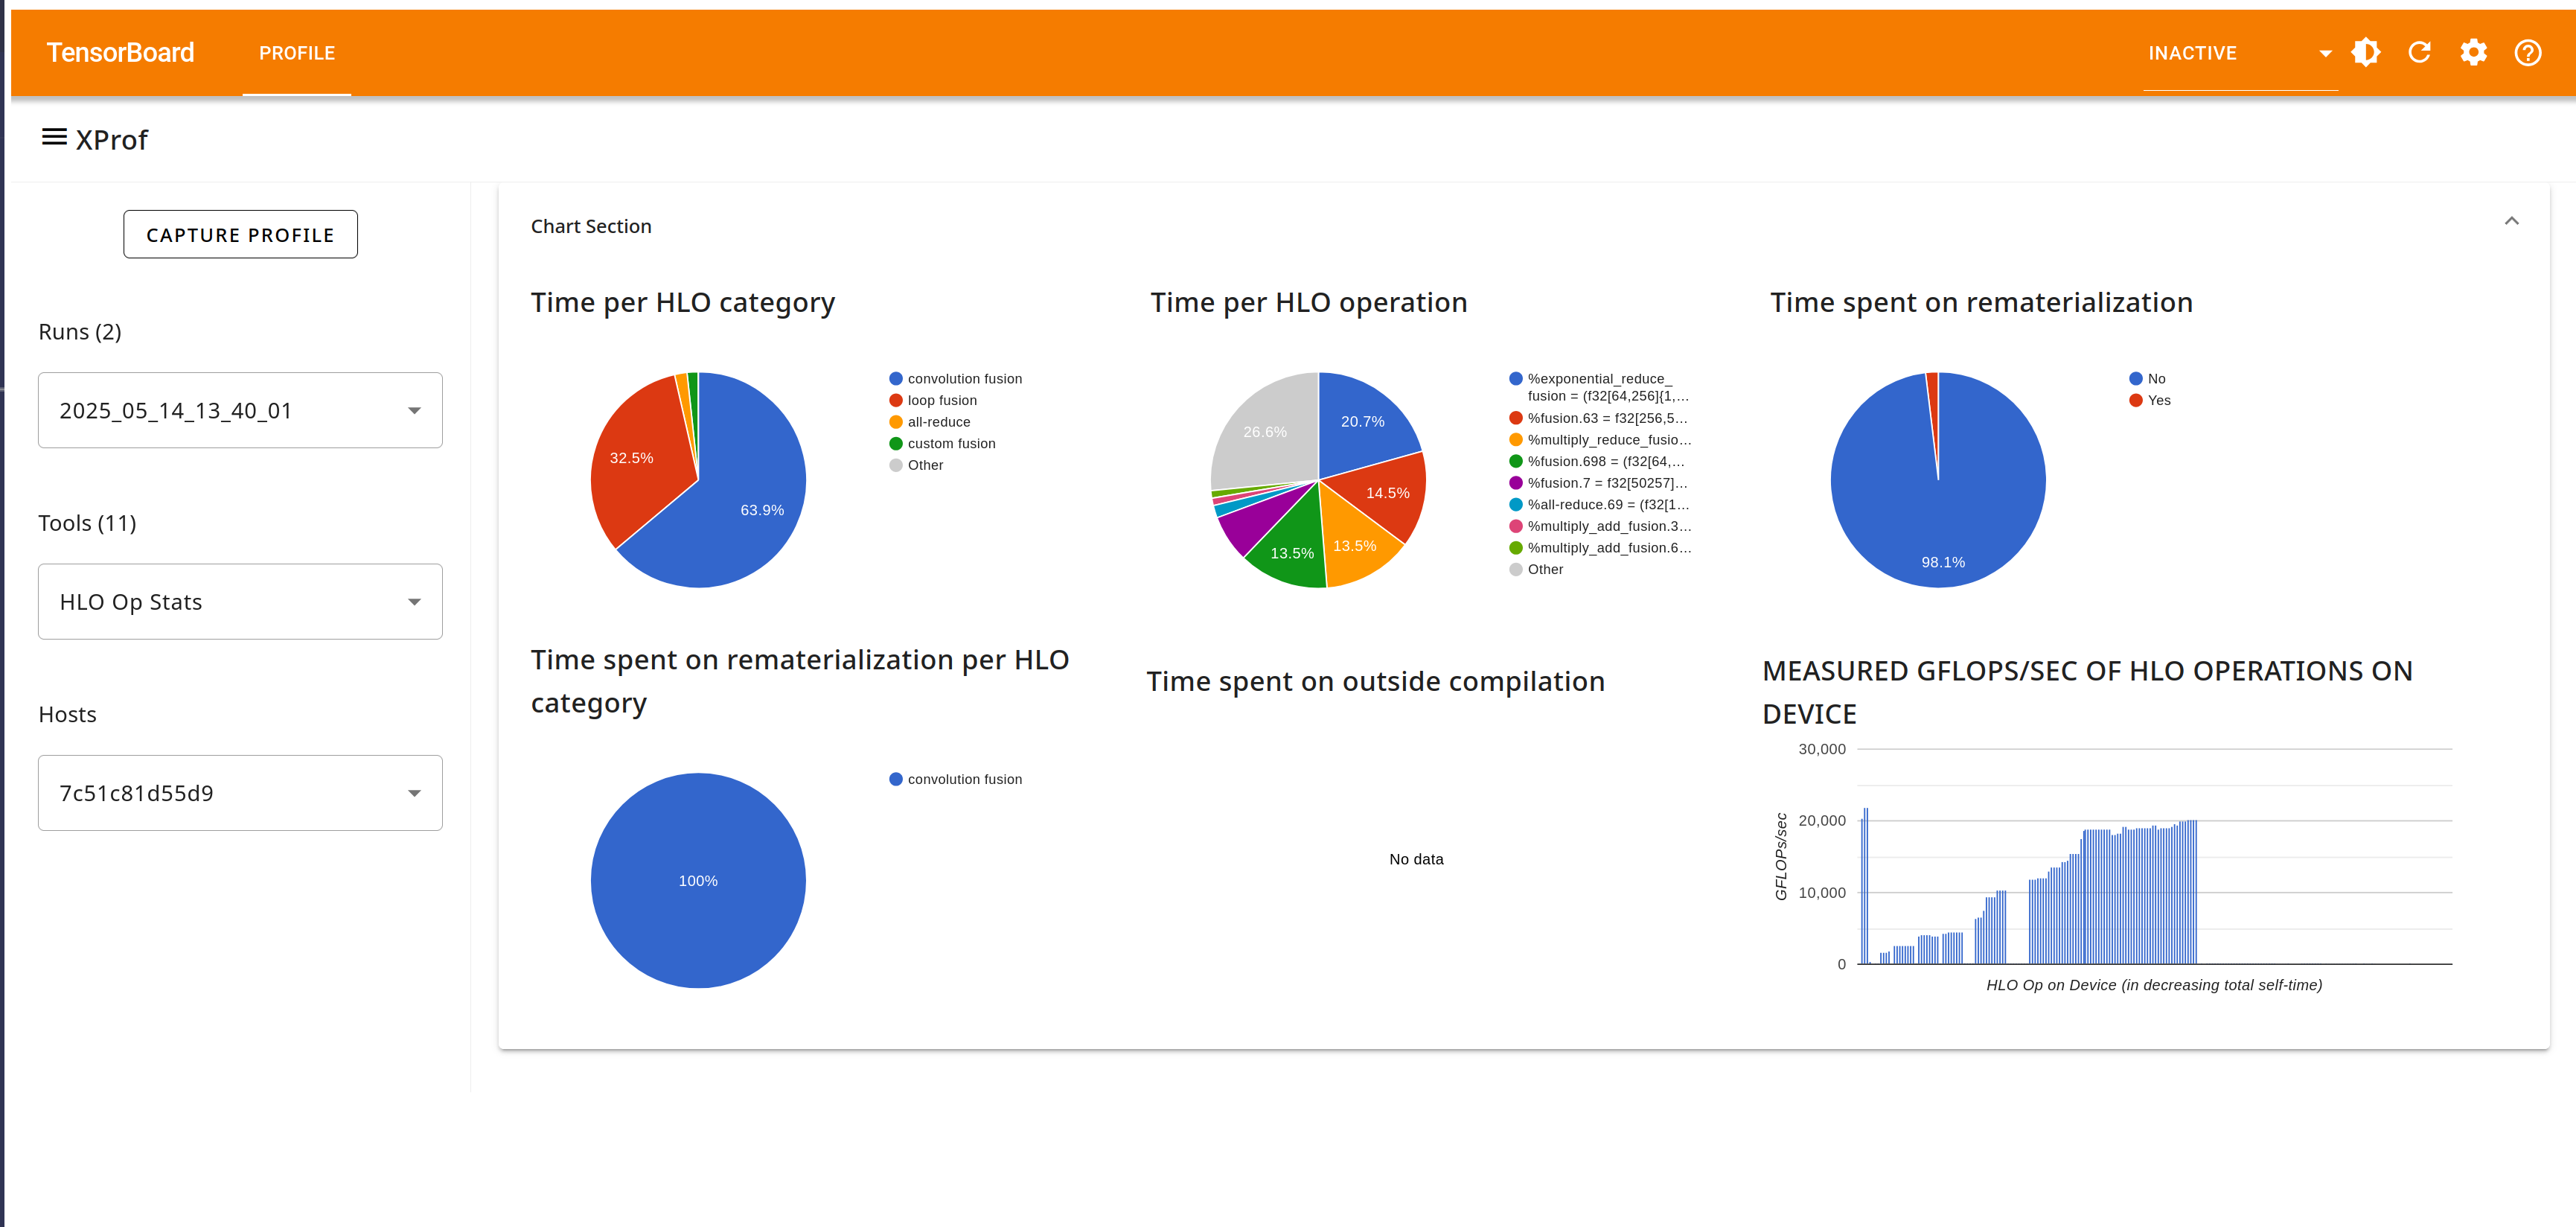 TensorBoard
PROFILE
INACTIVE
XProf
CAPTURE PROFILE
Runs (2)
2025_05_14_13_40_01
Tools (11)
HLO Op Stats
Hosts
7c51c81d55d9
Chart Section
Time per HLO category
32.5%
63.9%
convolution fusion
loop fusion
all-reduce
custom fusion
Other
Time per HLO operation
26.6%
20.7%
14.5%
13.5%
13.5%
%exponential_reduce_
fusion = (f32[64,256]{1,...
%fusion.63 = f32[256,5...
%multiply_reduce_fusio...
%fusion.698 = (f32[64,...
%fusion.7 = f32[50257]...
%all-reduce.69 = (f32[1...
%multiply_add_fusion.3...
%multiply_add_fusion.6...
Other
Time spent on rematerialization
98.1%
No
Yes
Time spent on rematerialization per HLO
category
100%
convolution fusion
Time spent on outside compilation
No data
MEASURED GFLOPS/SEC OF HLO OPERATIONS ON
DEVICE
GFLOPs/sec
30,000
20,000
10,000
0
HLO Op on Device (in decreasing total self-time)